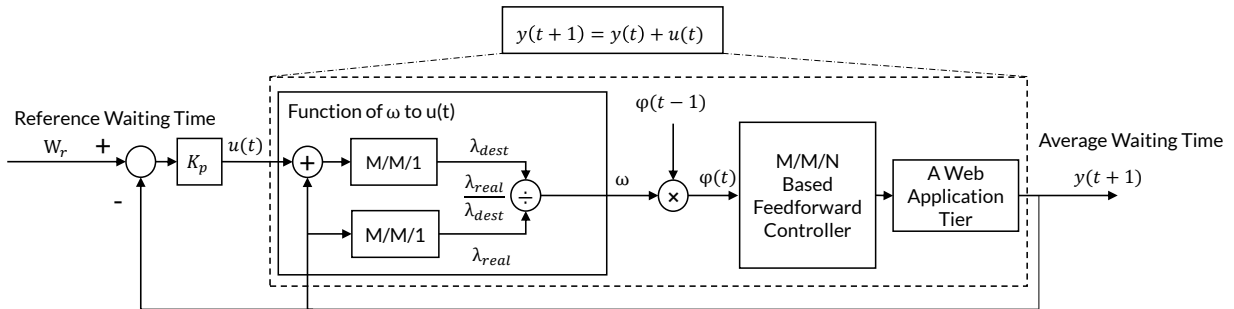 y(t+1) = y(t) + u(t)
Reference Waiting Time
W_r
+
-
K_p
u(t)
Function of ω to u(t)
+
M/M/1
λ_dest
λ_real
λ_dest
÷
M/M/1
λ_real
ω
φ(t−1)
×
φ(t)
M/M/N
Based
Feedforward
Controller
A Web
Application
Tier
Average Waiting Time
y(t+1)